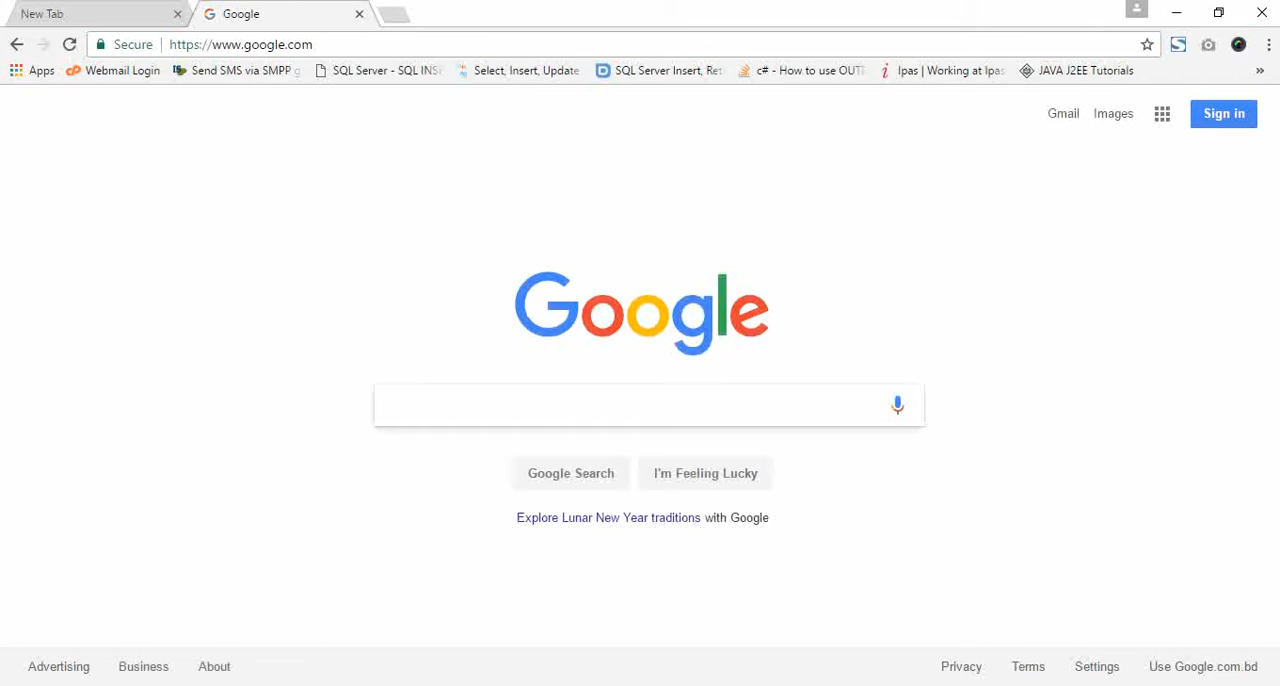 New Tab
Google
Secure
https://www.google.com
Apps
Webmail Login
Send SMS via SMPP g
SQL Server - SQL INS
Select, Insert, Update
SQL Server Insert, Ret
c# - How to use OUT
Ipas | Working at Ipas
JAVA J2EE Tutorials
»
Gmail
Images
Sign in
Google
Google Search
I'm Feeling Lucky
Explore Lunar New Year traditions with Google
Advertising
Business
About
Privacy
Terms
Settings
Use Google.com.bd